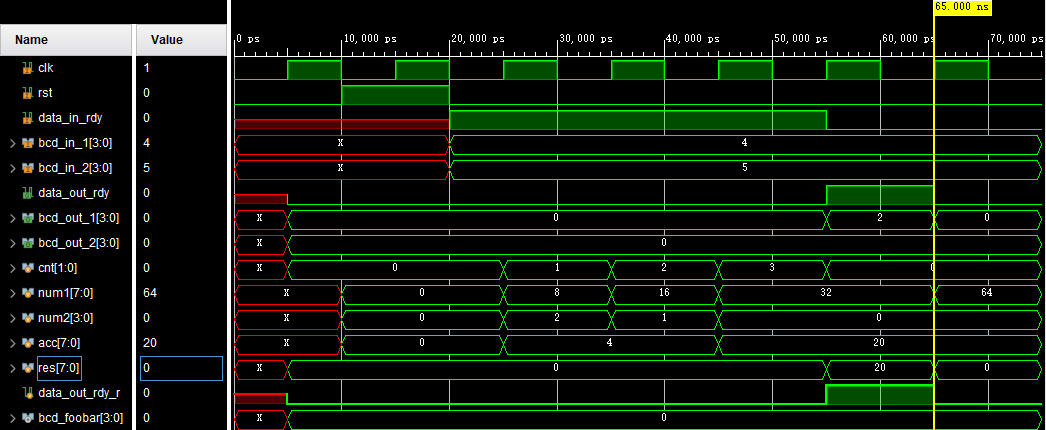 65.000 ns
Name Value 0 ps 10,000 ps 20,000 ps 30,000 ps 40,000 ps 50,000 ps 60,000 ps 70,000 ps
clk 1
rst 0
data_in_rdy 0
bcd_in_1[3:0] 4 X 4
bcd_in_2[3:0] 5 X 5
data_out_rdy 0
bcd_out_1[3:0] 0 X 0 2 0
bcd_out_2[3:0] 0 X 0
cnt[1:0] 0 X 0 1 2 3 0
num1[7:0] 64 X 0 8 16 32 64
num2[3:0] 0 X 0 2 1 0
acc[7:0] 20 X 0 4 20
res[7:0] 0 X 0 20 0
data_out_rdy_r 0
bcd_foobar[3:0] 0 X 0